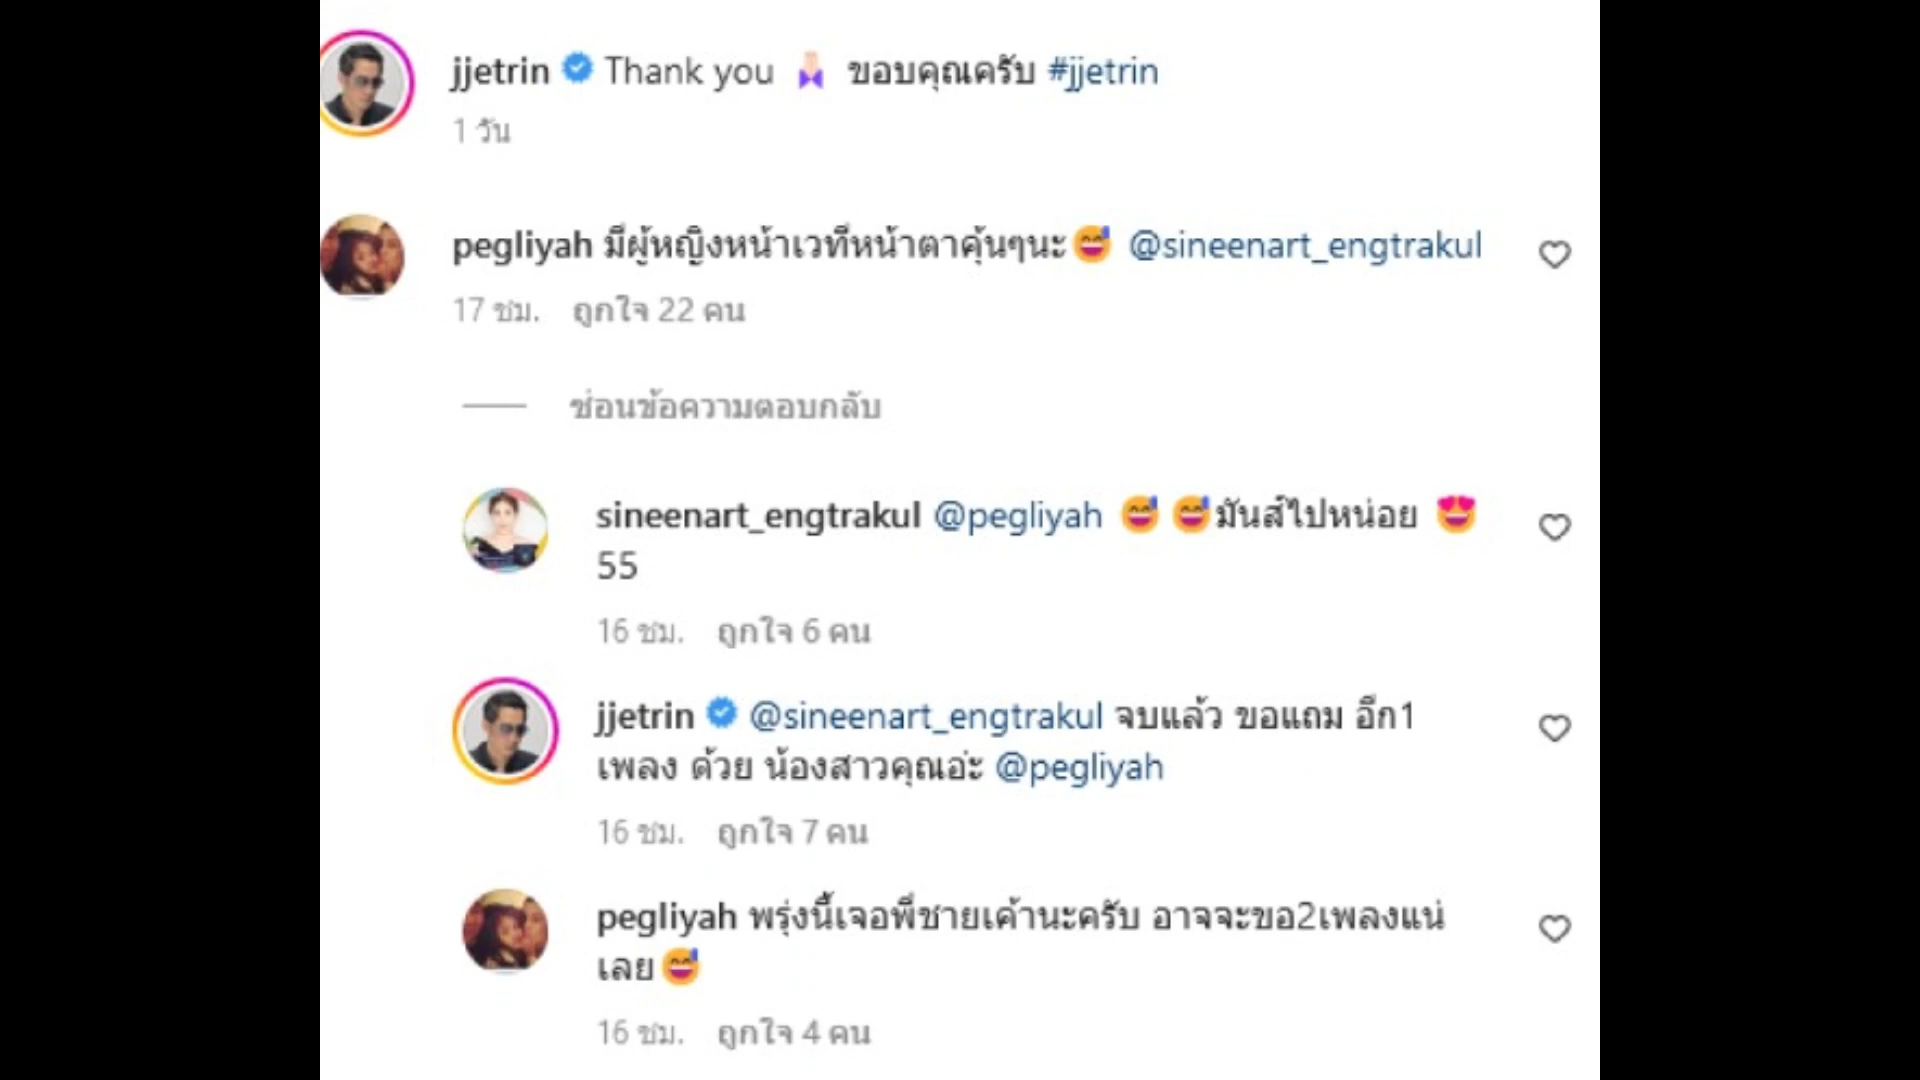 jjetrin Thank you 🙏🏻 ขอบคุณครับ #jjetrin
1 วัน
pegliyah มีผู้หญิงหน้าเวทีหน้าตาคุ้นๆนะ😅 @sineenart_engtrakul
17 ชม. ถูกใจ 22 คน
ซ่อนข้อความตอบกลับ
sineenart_engtrakul @pegliyah 😅 😅มันส์ไปหน่อย 😍
55
16 ชม. ถูกใจ 6 คน
jjetrin @sineenart_engtrakul จบแล้ว ขอแถม อีก1
เพลง ด้วย น้องสาวคุณอ่ะ @pegliyah
16 ชม. ถูกใจ 7 คน
pegliyah พรุ่งนี้เจอพี่ชายเค้านะครับ อาจจะขอ2เพลงแน่
เลย😅
16 ชม. ถูกใจ 4 คน